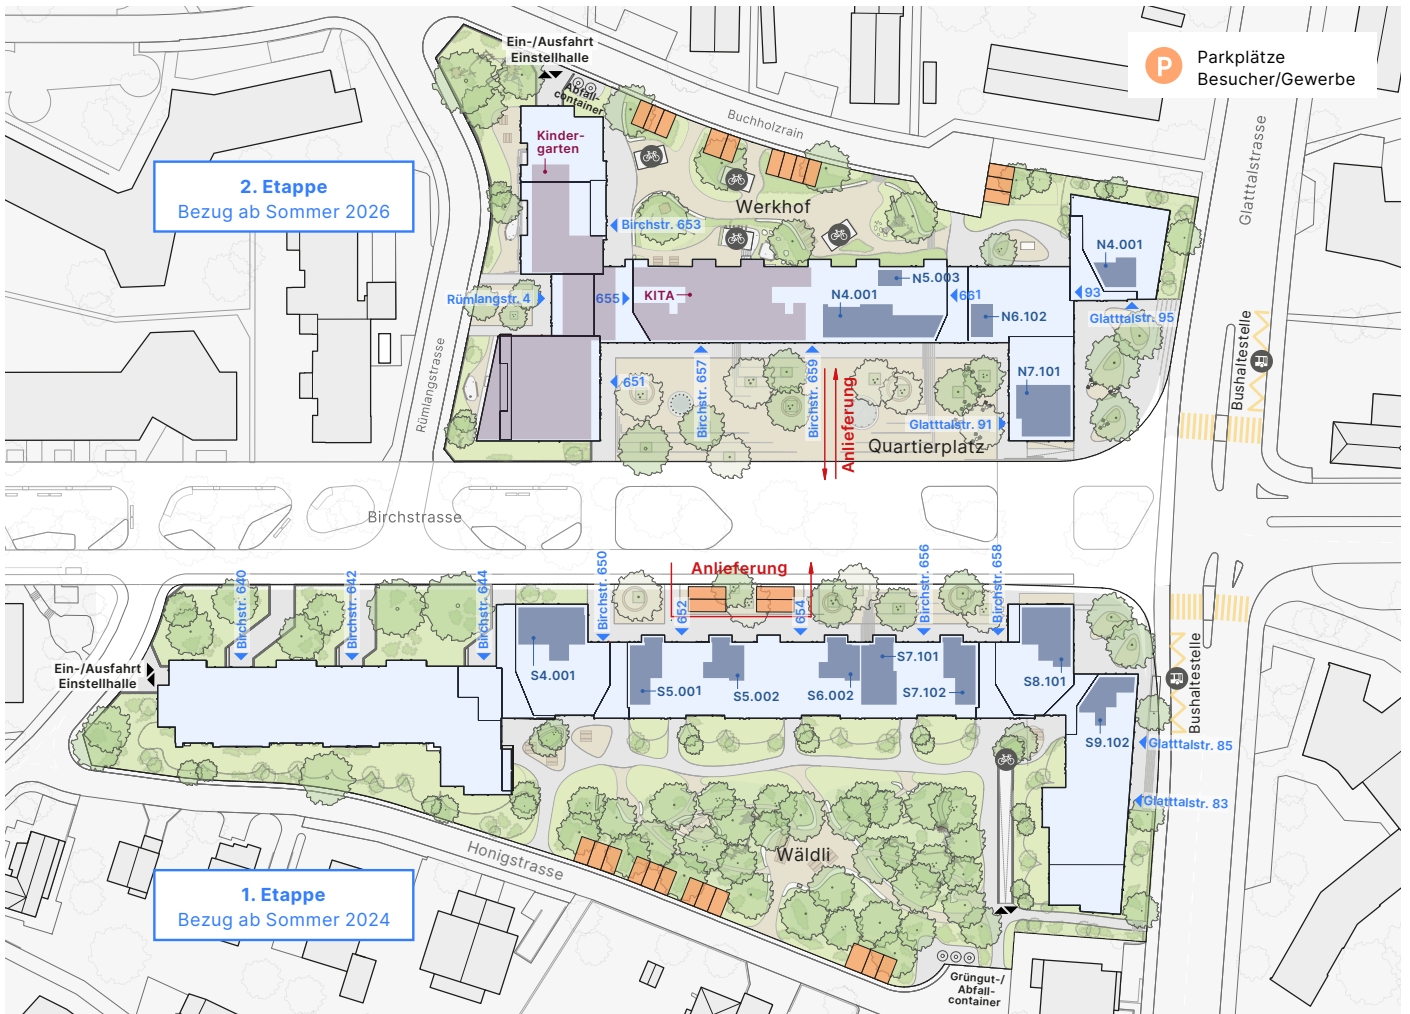 Ein-/Ausfahrt
Einstellhalle
P
Parkplätze
Besucher/Gewerbe
Abfall-
container
Buchholzrain
Glatttalstrasse
Kinder-
garten
2. Etappe
Bezug ab Sommer 2026
Werkhof
Birchstr. 653
N4.001
N5.003
Rümlangstr. 4
655
KITA
N4.001
661
93
N6.102
Glatttalstr. 95
Bushaltestelle
Rümlangstrasse
651
Birchstr. 657
Birchstr. 659
Anlieferung
N7.101
Glatttalstr. 91
Quartierplatz
Birchstrasse
Birchstr. 640
Birchstr. 642
Birchstr. 644
Birchstr. 650
Anlieferung
652
654
Birchstr. 656
Birchstr. 658
Ein-/Ausfahrt
Einstellhalle
S4.001
S5.001
S5.002
S6.002
S7.101
S7.102
S8.101
S9.102
Bushaltestelle
Glatttalstr. 85
Glatttalstr. 83
Wäldli
Honigstrasse
1. Etappe
Bezug ab Sommer 2024
Grüngut-/
Abfall-
container